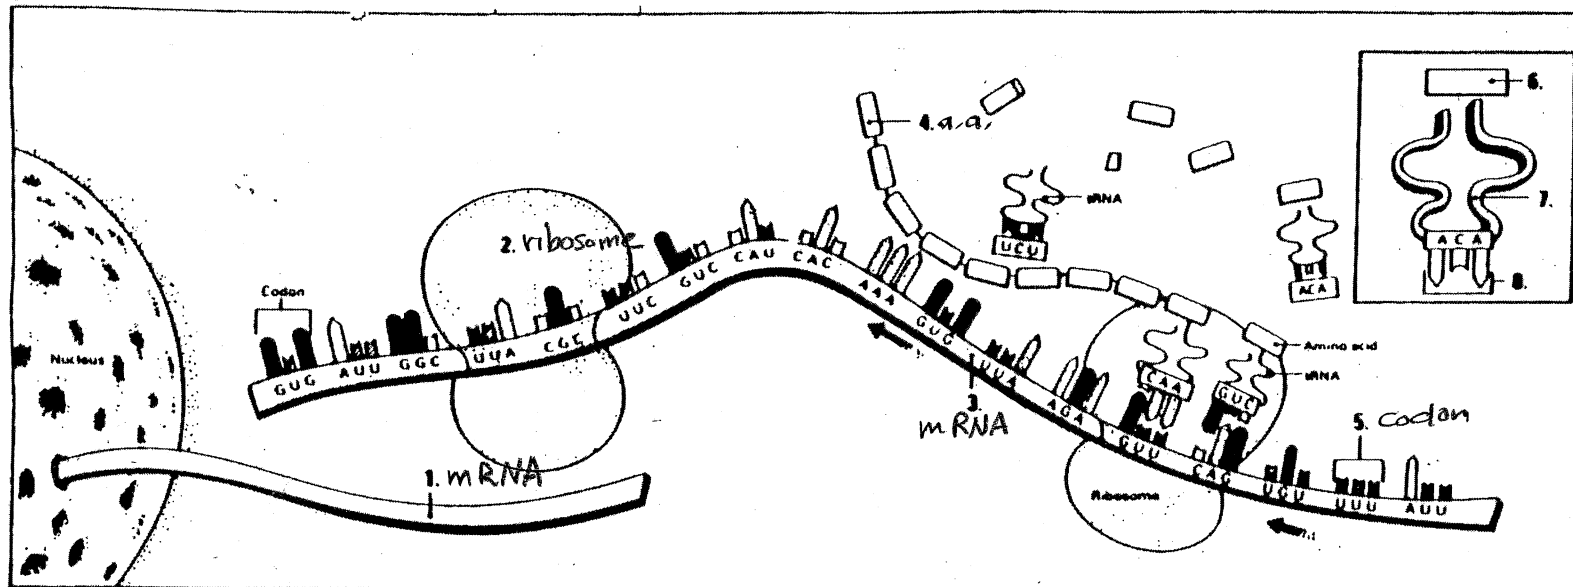 6.
4. a.a.
tRNA
7.
UCU
ACA
2. ribosome
ACA
8.
Codon
GUG AUU GGC UUA CGC UUC GUC CAU CAC AAA GUG UUA AGA GUU CAG UGU UUU AUU
Nucleus
Amino acid
tRNA
CAA
GUC
3.
mRNA
5. codon
1. mRNA
Ribosome